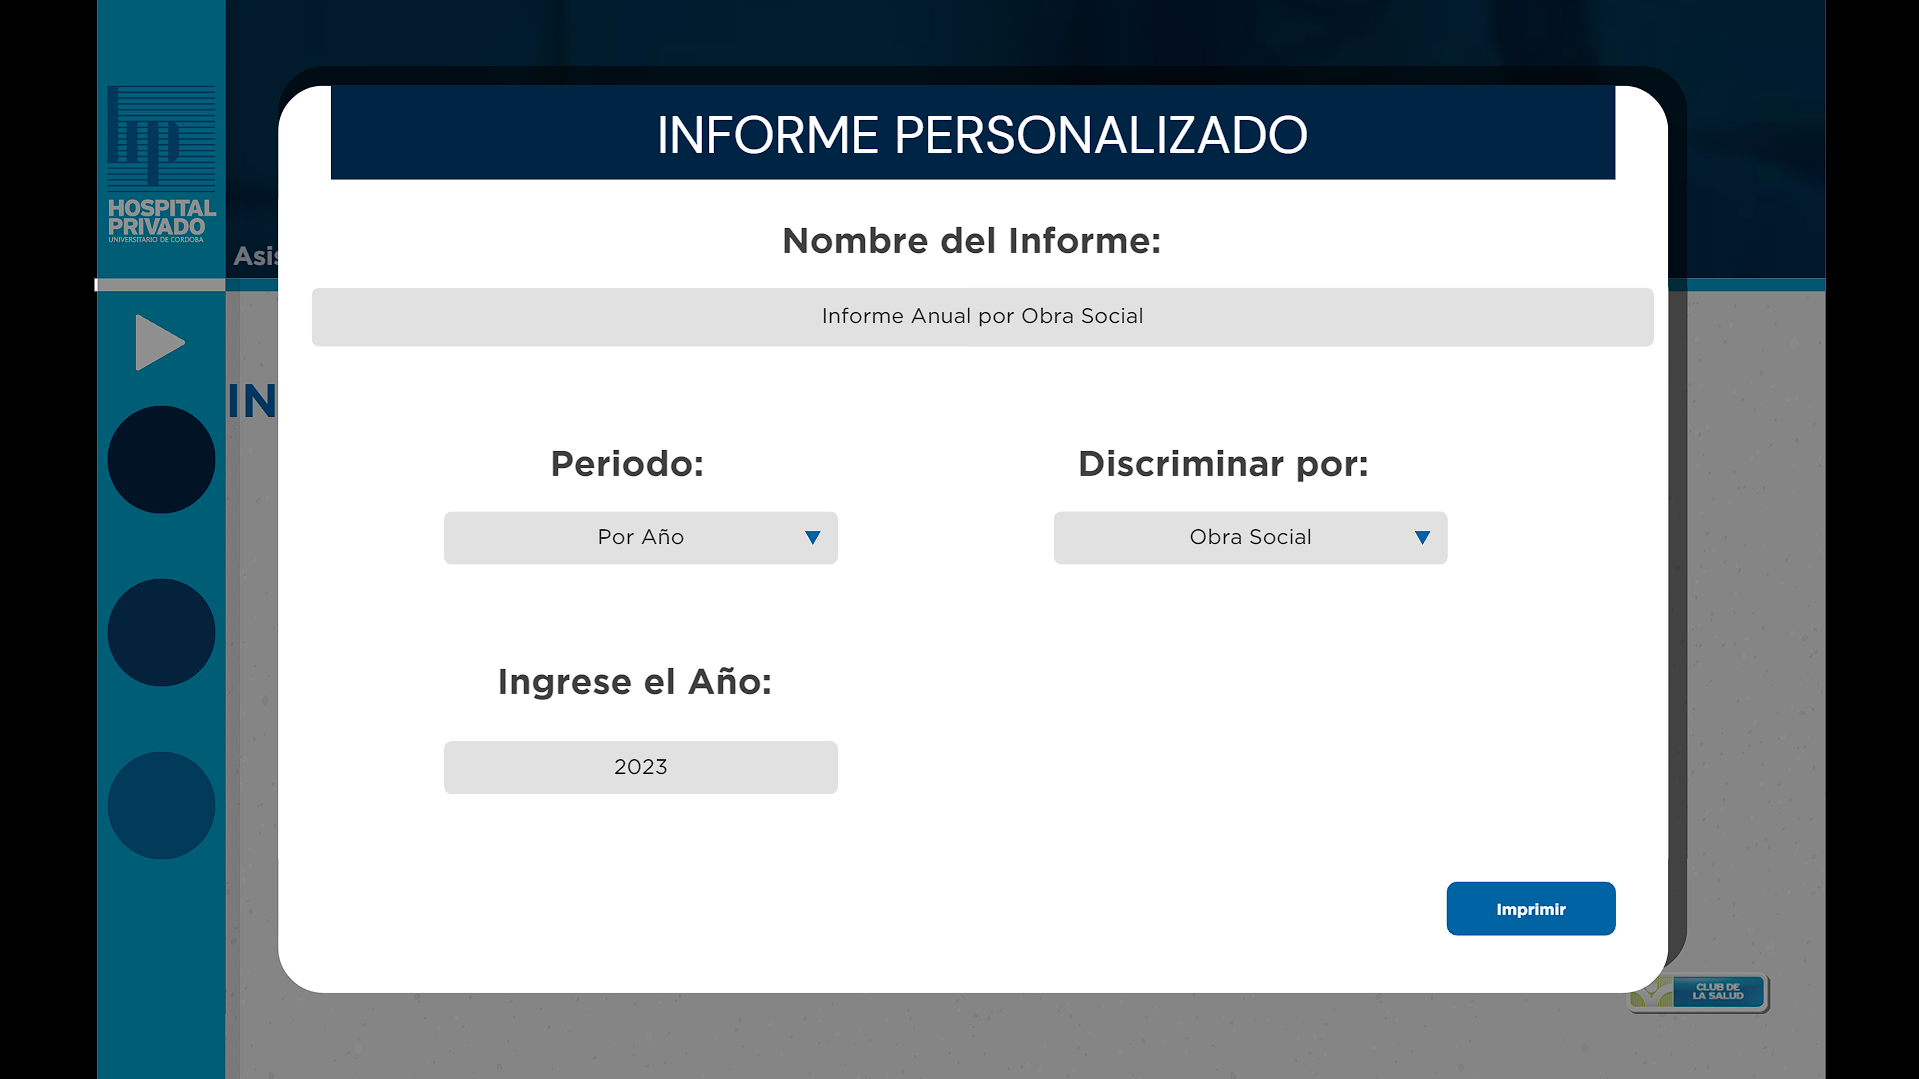 INFORME PERSONALIZADO
HOSPITAL
PRIVADO
UNIVERSITARIO DE CÓRDOBA
Asis
Nombre del Informe:
Informe Anual por Obra Social
IN
Periodo:
Discriminar por:
Por Año
Obra Social
Ingrese el Año:
2023
Imprimir
CLUB DE
LA SALUD